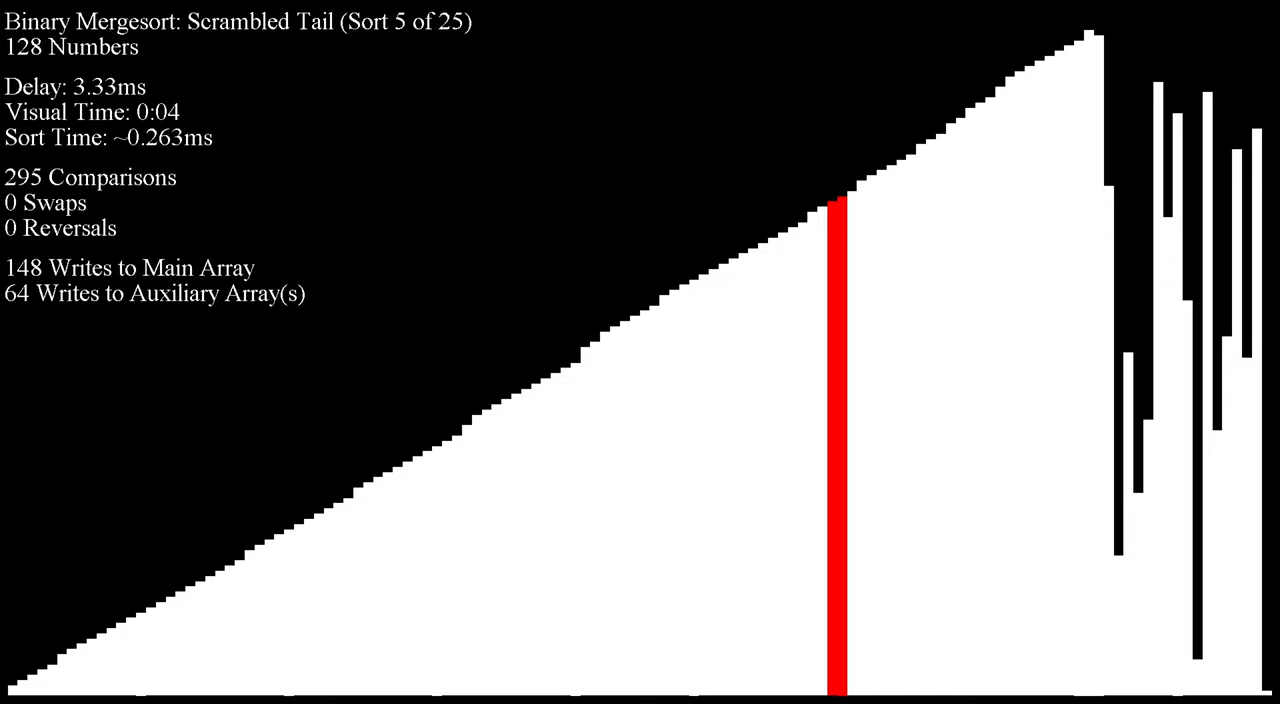 Binary Mergesort: Scrambled Tail (Sort 5 of 25)
128 Numbers
Delay: 3.33ms
Visual Time: 0:04
Sort Time: ~0.263ms
295 Comparisons
0 Swaps
0 Reversals
148 Writes to Main Array
64 Writes to Auxiliary Array(s)